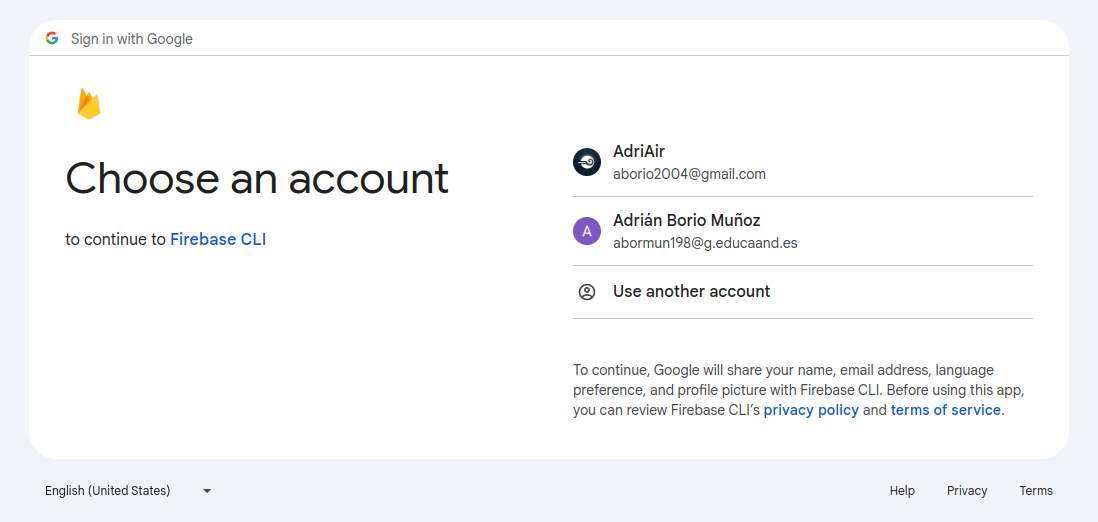 Sign in with Google
Choose an account
to continue to Firebase CLI
AdriAir
aborio2004@gmail.com
A
Adrián Borio Muñoz
abormun198@g.educaand.es
Use another account
To continue, Google will share your name, email address, language
preference, and profile picture with Firebase CLI. Before using this app,
you can review Firebase CLI’s privacy policy and terms of service.
English (United States)
Help
Privacy
Terms